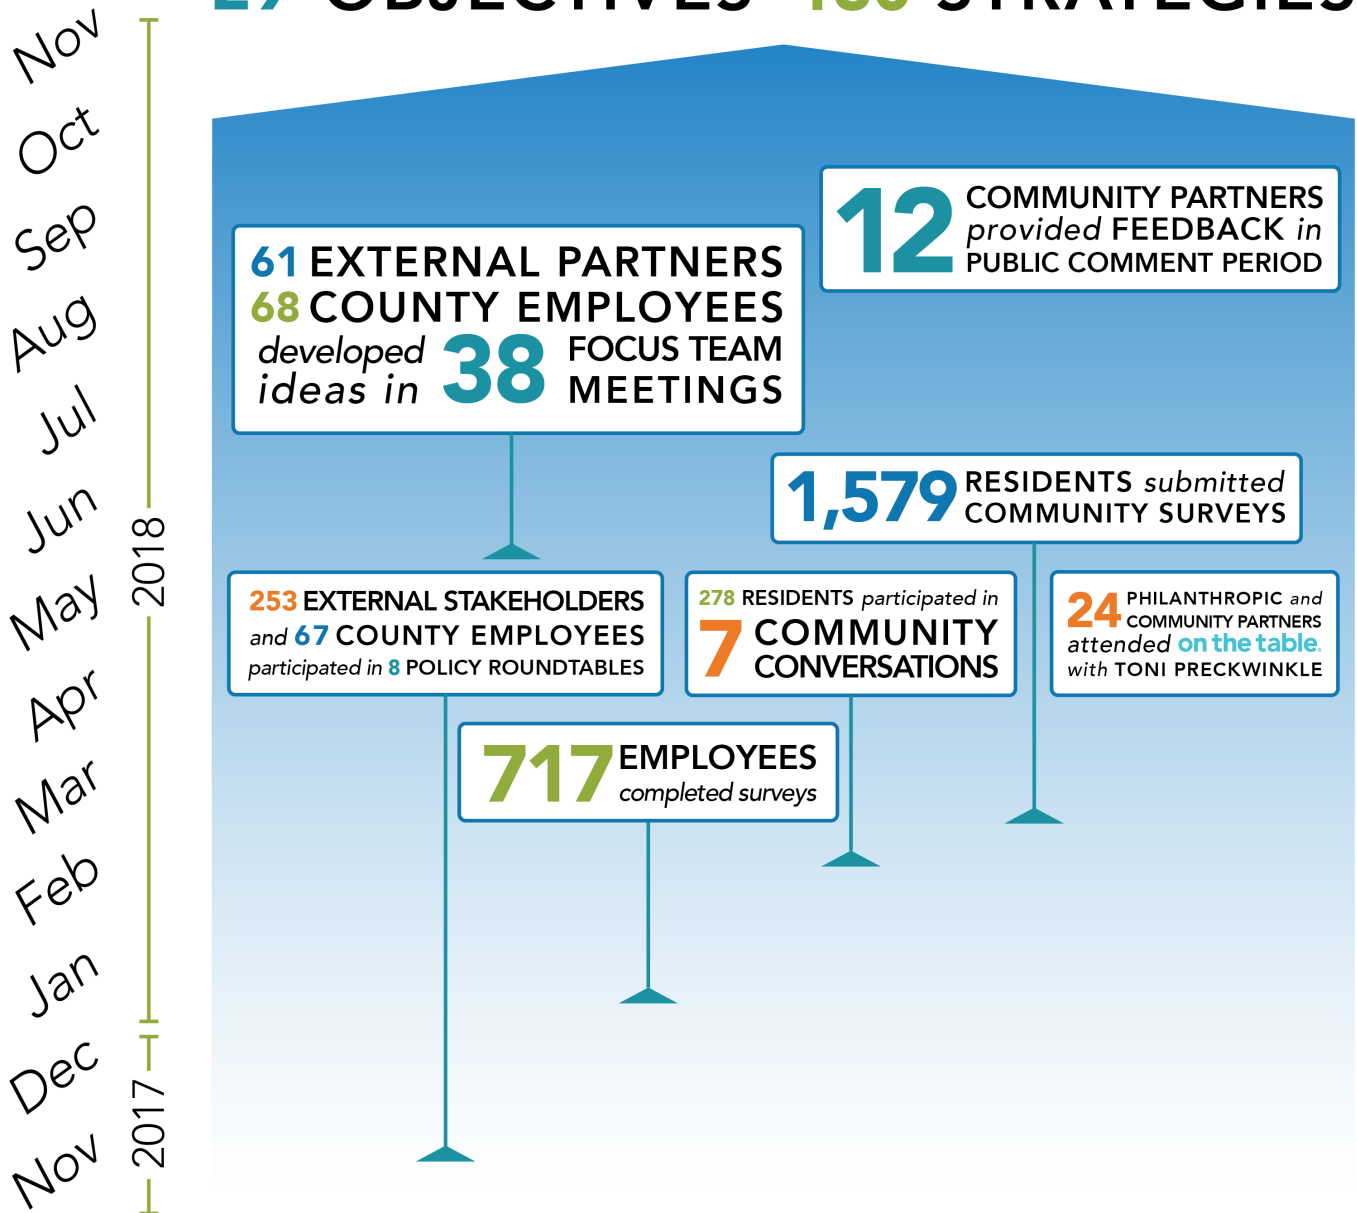 OBJECTIVES STRATEGIES
Nov
Oct
Sep
Aug
Jul
Jun
May
Apr
Mar
Feb
Jan
Dec
Nov
2018
2017
12 COMMUNITY PARTNERS
provided FEEDBACK in
PUBLIC COMMENT PERIOD
61 EXTERNAL PARTNERS
68 COUNTY EMPLOYEES
developed
ideas in 38 FOCUS TEAM
MEETINGS
1,579 RESIDENTS submitted
COMMUNITY SURVEYS
253 EXTERNAL STAKEHOLDERS
and 67 COUNTY EMPLOYEES
participated in 8 POLICY ROUNDTABLES
278 RESIDENTS participated in
7 COMMUNITY
CONVERSATIONS
24 PHILANTHROPIC and
COMMUNITY PARTNERS
attended on the table.
with TONI PRECKWINKLE
717 EMPLOYEES
completed surveys